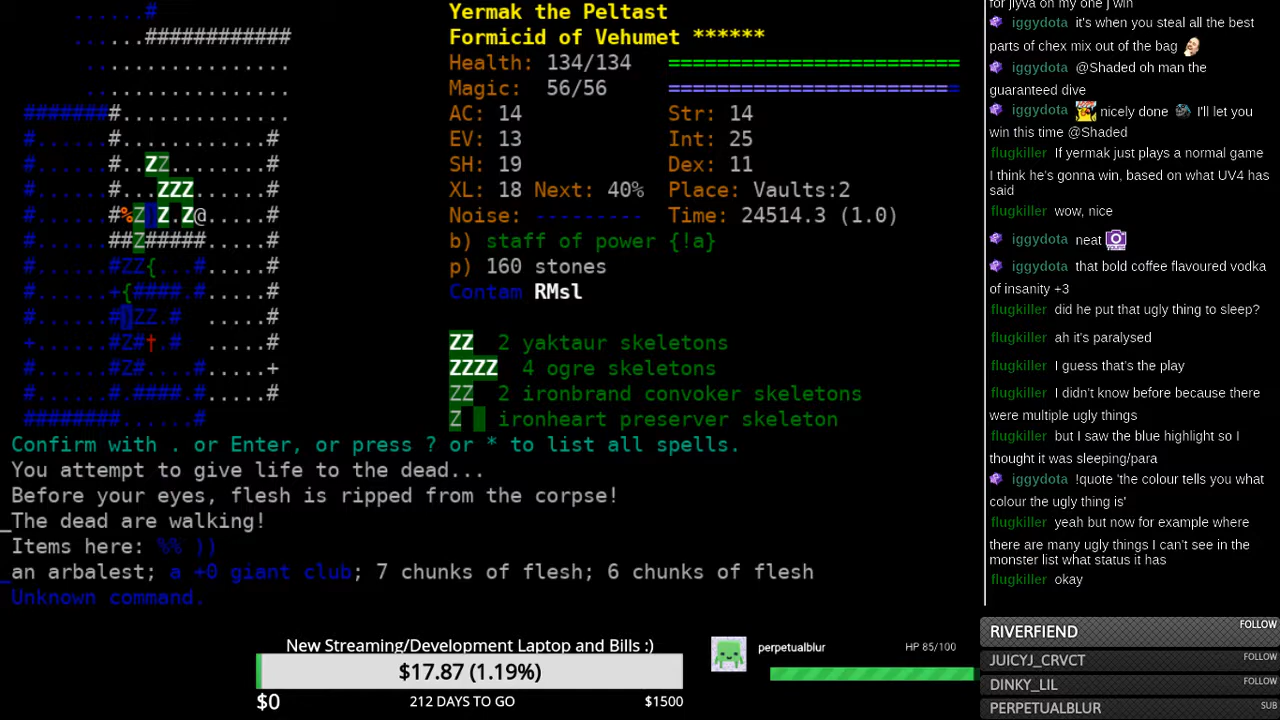 ......#
......############
...............
...............
########..............
#......#.............#
#......#..ZZ.........#
#......#...ZZZ.......#
#......#%Z Z.Z@......#
#......##Z#####......#
#......#ZZ{...#......#
#......+{####.#......#
#......#)ZZ.# .....#
+......#Z#†.# .....#
#......#Z#....# .....+
#......#.####.# .....#
########......#
Yermak the Peltast
Formicid of Vehumet ******
Health: 134/134 ========================
Magic: 56/56 ========================
AC: 14 Str: 14
EV: 13 Int: 25
SH: 19 Dex: 11
XL: 18 Next: 40% Place: Vaults:2
Noise: --------- Time: 24514.3 (1.0)
b) staff of power {!a}
p) 160 stones
Contam RMsl
ZZ 2 yaktaur skeletons
ZZZZ 4 ogre skeletons
ZZ 2 ironbrand convoker skeletons
Z ironheart preserver skeleton
Confirm with . or Enter, or press ? or * to list all spells.
You attempt to give life to the dead...
Before your eyes, flesh is ripped from the corpse!
_The dead are walking!
Items here: %% ))
_an arbalest; a +0 giant club; 7 chunks of flesh; 6 chunks of flesh
Unknown command.
New Streaming/Development Laptop and Bills :)
$17.87 (1.19%)
$0 212 DAYS TO GO $1500
perpetualblur HP 85/100
for jiyva on my one j win
iggydota it's when you steal all the best
parts of chex mix out of the bag
iggydota @Shaded oh man the
guaranteed dive
iggydota nicely done I'll let you
win this time @Shaded
flugkiller If yermak just plays a normal game
I think he's gonna win, based on what UV4 has
said
flugkiller wow, nice
iggydota neat
iggydota that bold coffee flavoured vodka
of insanity +3
flugkiller did he put that ugly thing to sleep?
flugkiller ah it's paralysed
flugkiller I guess that's the play
flugkiller I didn't know before because there
were multiple ugly things
flugkiller but I saw the blue highlight so I
thought it was sleeping/para
iggydota !quote 'the colour tells you what
colour the ugly thing is'
flugkiller yeah but now for example where
there are many ugly things I can't see in the
monster list what status it has
flugkiller okay
RIVERFIEND FOLLOW
JUICYJ_CRVCT FOLLOW
DINKY_LIL FOLLOW
PERPETUALBLUR SUB